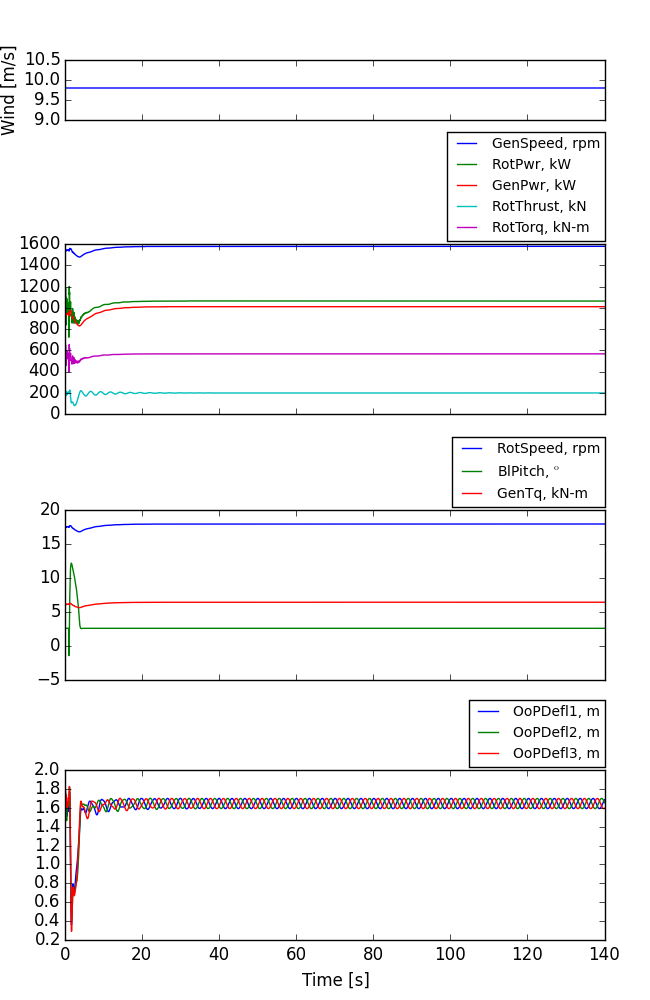 Wind [m/s]
10.5
10.0
9.5
9.0
GenSpeed, rpm
RotPwr, kW
GenPwr, kW
RotThrust, kN
RotTorq, kN-m
1600
1400
1200
1000
800
600
400
200
0
RotSpeed, rpm
BlPitch, °
GenTq, kN-m
20
15
10
5
0
−5
OoPDefl1, m
OoPDefl2, m
OoPDefl3, m
2.0
1.8
1.6
1.4
1.2
1.0
0.8
0.6
0.4
0.2
0 20 40 60 80 100 120 140
Time [s]